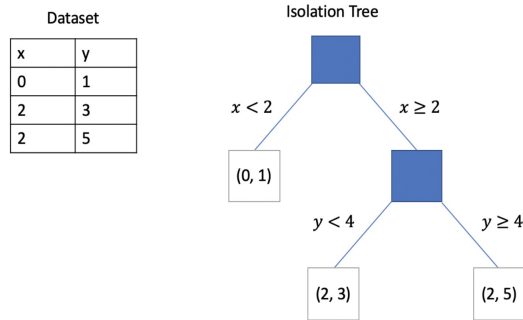 Dataset
x y
0 1
2 3
2 5
Isolation Tree
x < 2
x ≥ 2
(0, 1)
y < 4
y ≥ 4
(2, 3)
(2, 5)